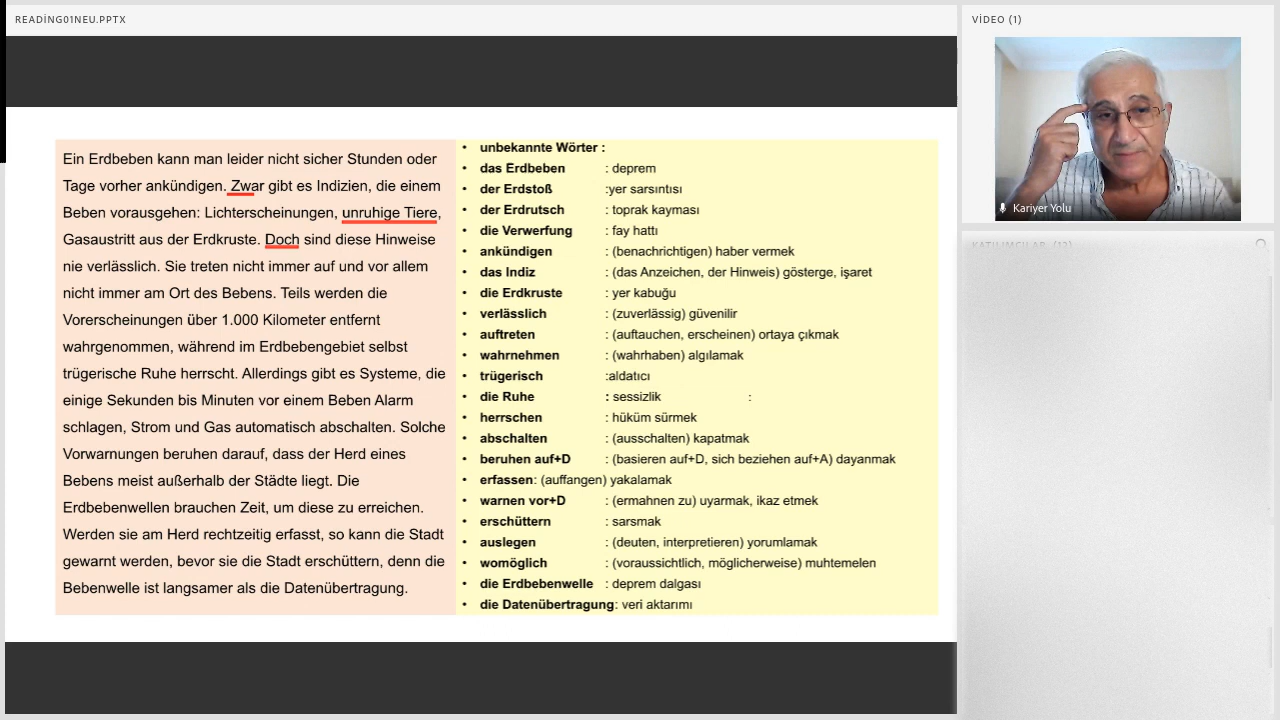 READİNG01NEU.PPTX
Ein Erdbeben kann man leider nicht sicher Stunden oder
Tage vorher ankündigen. Zwar gibt es Indizien, die einem
Beben vorausgehen: Lichterscheinungen, unruhige Tiere,
Gasaustritt aus der Erdkruste. Doch sind diese Hinweise
nie verlässlich. Sie treten nicht immer auf und vor allem
nicht immer am Ort des Bebens. Teils werden die
Vorerscheinungen über 1.000 Kilometer entfernt
wahrgenommen, während im Erdbebengebiet selbst
trügerische Ruhe herrscht. Allerdings gibt es Systeme, die
einige Sekunden bis Minuten vor einem Beben Alarm
schlagen, Strom und Gas automatisch abschalten. Solche
Vorwarnungen beruhen darauf, dass der Herd eines
Bebens meist außerhalb der Städte liegt. Die
Erdbebenwellen brauchen Zeit, um diese zu erreichen.
Werden sie am Herd rechtzeitig erfasst, so kann die Stadt
gewarnt werden, bevor sie die Stadt erschüttern, denn die
Bebenwelle ist langsamer als die Datenübertragung.
• unbekannte Wörter :
• das Erdbeben : deprem
• der Erdstoß :yer sarsıntısı
• der Erdrutsch : toprak kayması
• die Verwerfung : fay hattı
• ankündigen : (benachrichtigen) haber vermek
• das Indiz : (das Anzeichen, der Hinweis) gösterge, işaret
• die Erdkruste : yer kabuğu
• verlässlich : (zuverlässig) güvenilir
• auftreten : (auftauchen, erscheinen) ortaya çıkmak
• wahrnehmen : (wahrhaben) algılamak
• trügerisch :aldatıcı
• die Ruhe : sessizlik :
• herrschen : hüküm sürmek
• abschalten : (ausschalten) kapatmak
• beruhen auf+D : (basieren auf+D, sich beziehen auf+A) dayanmak
• erfassen: (auffangen) yakalamak
• warnen vor+D : (ermahnen zu) uyarmak, ikaz etmek
• erschüttern : sarsmak
• auslegen : (deuten, interpretieren) yorumlamak
• womöglich : (voraussichtlich, möglicherweise) muhtemelen
• die Erdbebenwelle : deprem dalgası
• die Datenübertragung: veri aktarımı
VİDEO (1)
Kariyer Yolu
KATILIMCILAR (12)